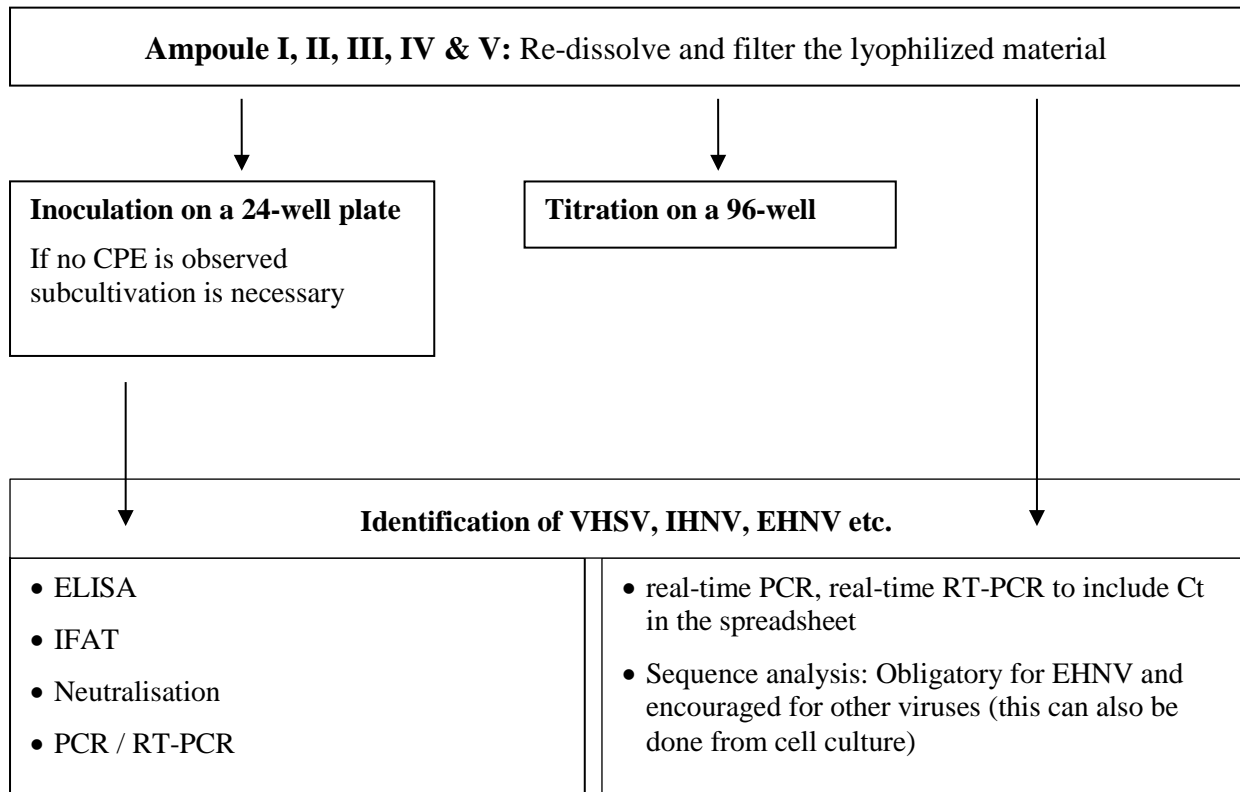 Ampoule I, II, III, IV & V: Re-dissolve and filter the lyophilized material
Inoculation on a 24-well plate
If no CPE is observed
subcultivation is necessary
Titration on a 96-well
Identification of VHSV, IHNV, EHNV etc.
• ELISA
• IFAT
• Neutralisation
• PCR / RT-PCR
• real-time PCR, real-time RT-PCR to include Ct
in the spreadsheet
• Sequence analysis: Obligatory for EHNV and
encouraged for other viruses (this can also be
done from cell culture)